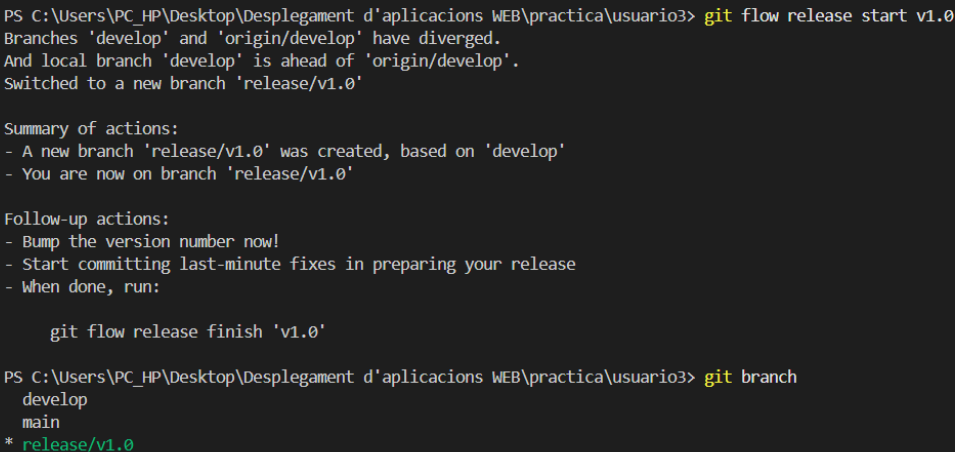 PS C:\Users\PC_HP\Desktop\Desplegament d'aplicacions WEB\practica\usuario3> git flow release start v1.0
Branches 'develop' and 'origin/develop' have diverged.
And local branch 'develop' is ahead of 'origin/develop'.
Switched to a new branch 'release/v1.0'

Summary of actions:
- A new branch 'release/v1.0' was created, based on 'develop'
- You are now on branch 'release/v1.0'

Follow-up actions:
- Bump the version number now!
- Start committing last-minute fixes in preparing your release
- When done, run:

     git flow release finish 'v1.0'

PS C:\Users\PC_HP\Desktop\Desplegament d'aplicacions WEB\practica\usuario3> git branch
  develop
  main
* release/v1.0